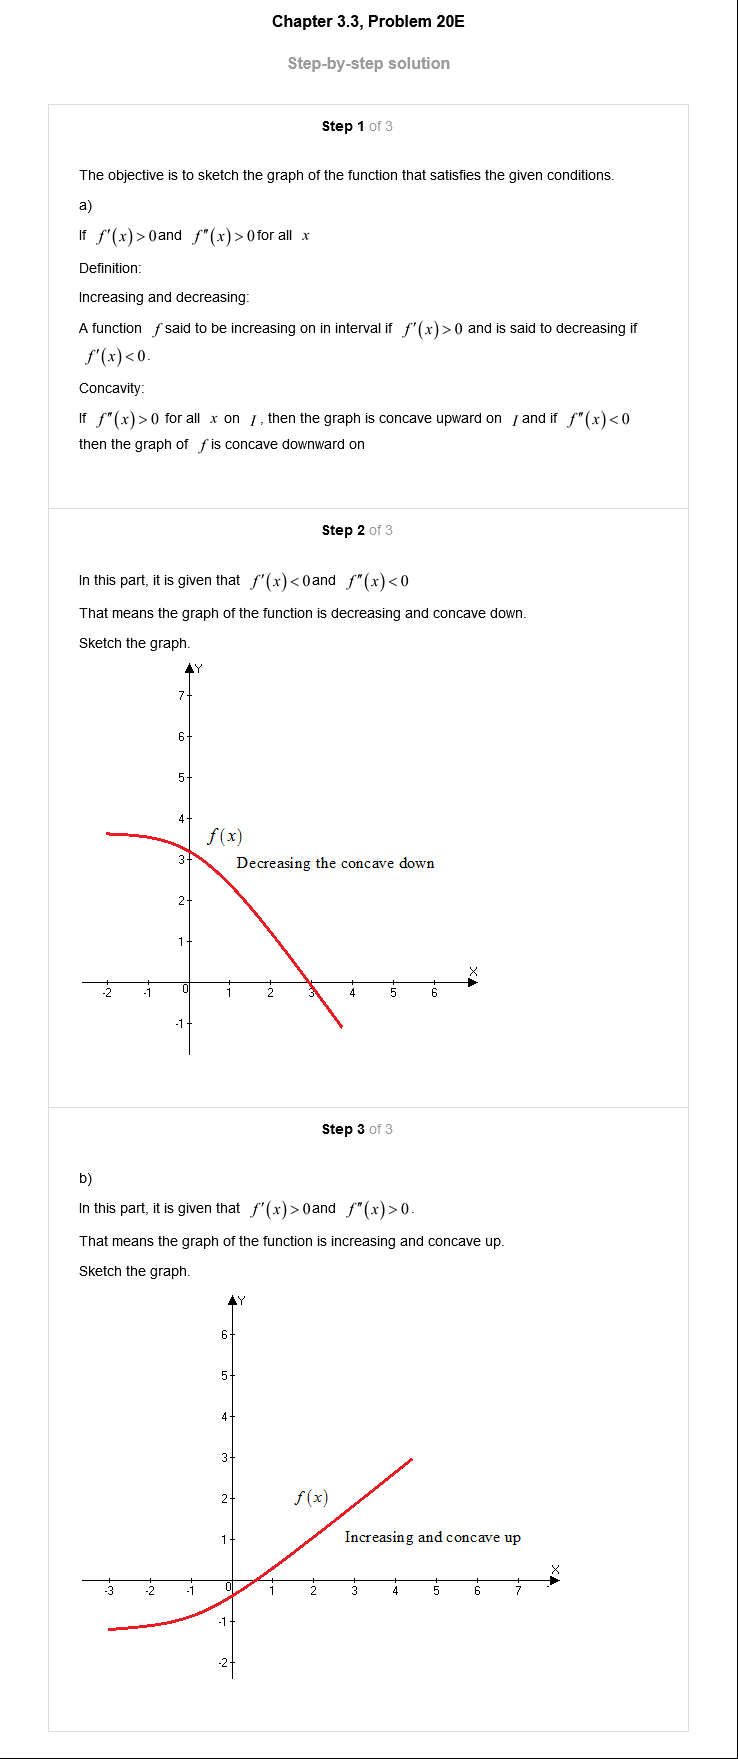 Chapter 3.3, Problem 20E
Step-by-step solution
Step 1 of 3
The objective is to sketch the graph of the function that satisfies the given conditions.
a)
If f′(x)>0and f″(x)>0for all x
Definition:
Increasing and decreasing:
A function f said to be increasing on in interval if f′(x)>0 and is said to decreasing if
f′(x)<0.
Concavity:
If f″(x)>0 for all x on I, then the graph is concave upward on I and if f″(x)<0
then the graph of f is concave downward on
Step 2 of 3
In this part, it is given that f′(x)<0and f″(x)<0
That means the graph of the function is decreasing and concave down.
Sketch the graph.
Y
7
6
5
4
f(x)
3
Decreasing the concave down
2
1
X
-2 -1 0 1 2 3 4 5 6
-1
Step 3 of 3
b)
In this part, it is given that f′(x)>0and f″(x)>0.
That means the graph of the function is increasing and concave up.
Sketch the graph.
Y
6
5
4
3
2
f(x)
1
Increasing and concave up
X
-3 -2 -1 0 1 2 3 4 5 6 7
-1
-2